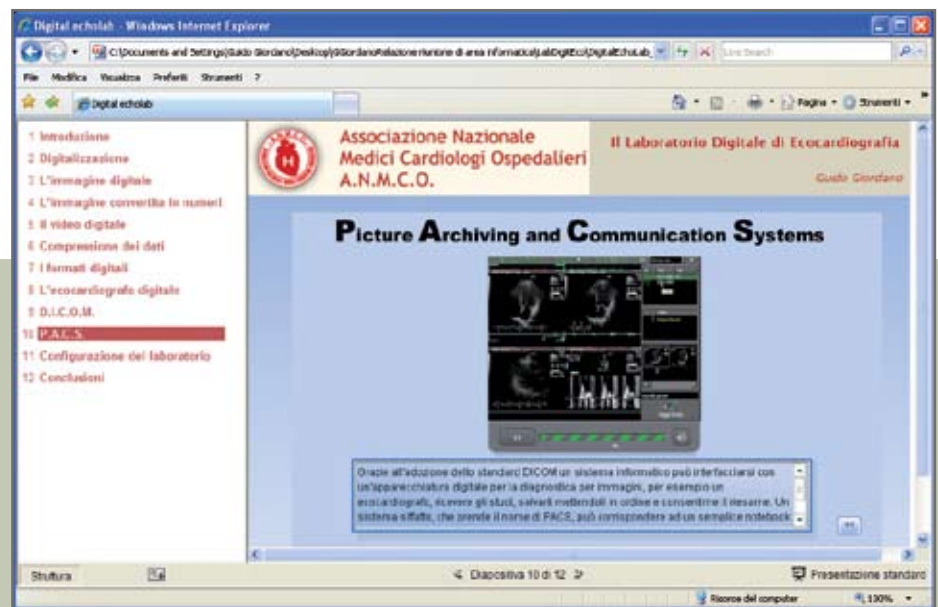 Digital echolab - Windows Internet Explorer
Live Search
File Modifica Visualizza Preferiti Strumenti ?
Digital echolab
Pagina Strumenti
1 Introduzione
2 Digitalizzazione
3 L'immagine digitale
4 L'immagine convertita in numeri
5 Il video digitale
6 Compressione dei dati
7 I formati digitali
8 L'ecocardiografo digitale
9 D.I.C.O.M.
10 P.A.C.S.
11 Configurazione del laboratorio
12 Conclusioni
Associazione Nazionale
Medici Cardiologi Ospedalieri
A.N.M.C.O.
Il Laboratorio Digitale di Ecocardiografia
Guido Giordano
Picture Archiving and Communication Systems
Grazie all'adozione dello standard DICOM un sistema informatico può interfacciarsi con
un'apparecchiatura digitale per la diagnostica per immagini, per esempio un
ecocardiografo, ricevere gli studi, salvarli mettendoli in ordine e consentirne il riesame. Un
sistema siffatto, che prende il nome di PACS, può corrispondere ad un semplice notebook
Struttura
Diapositiva 10 di 12
Presentazione standard
Risorse del computer
130%